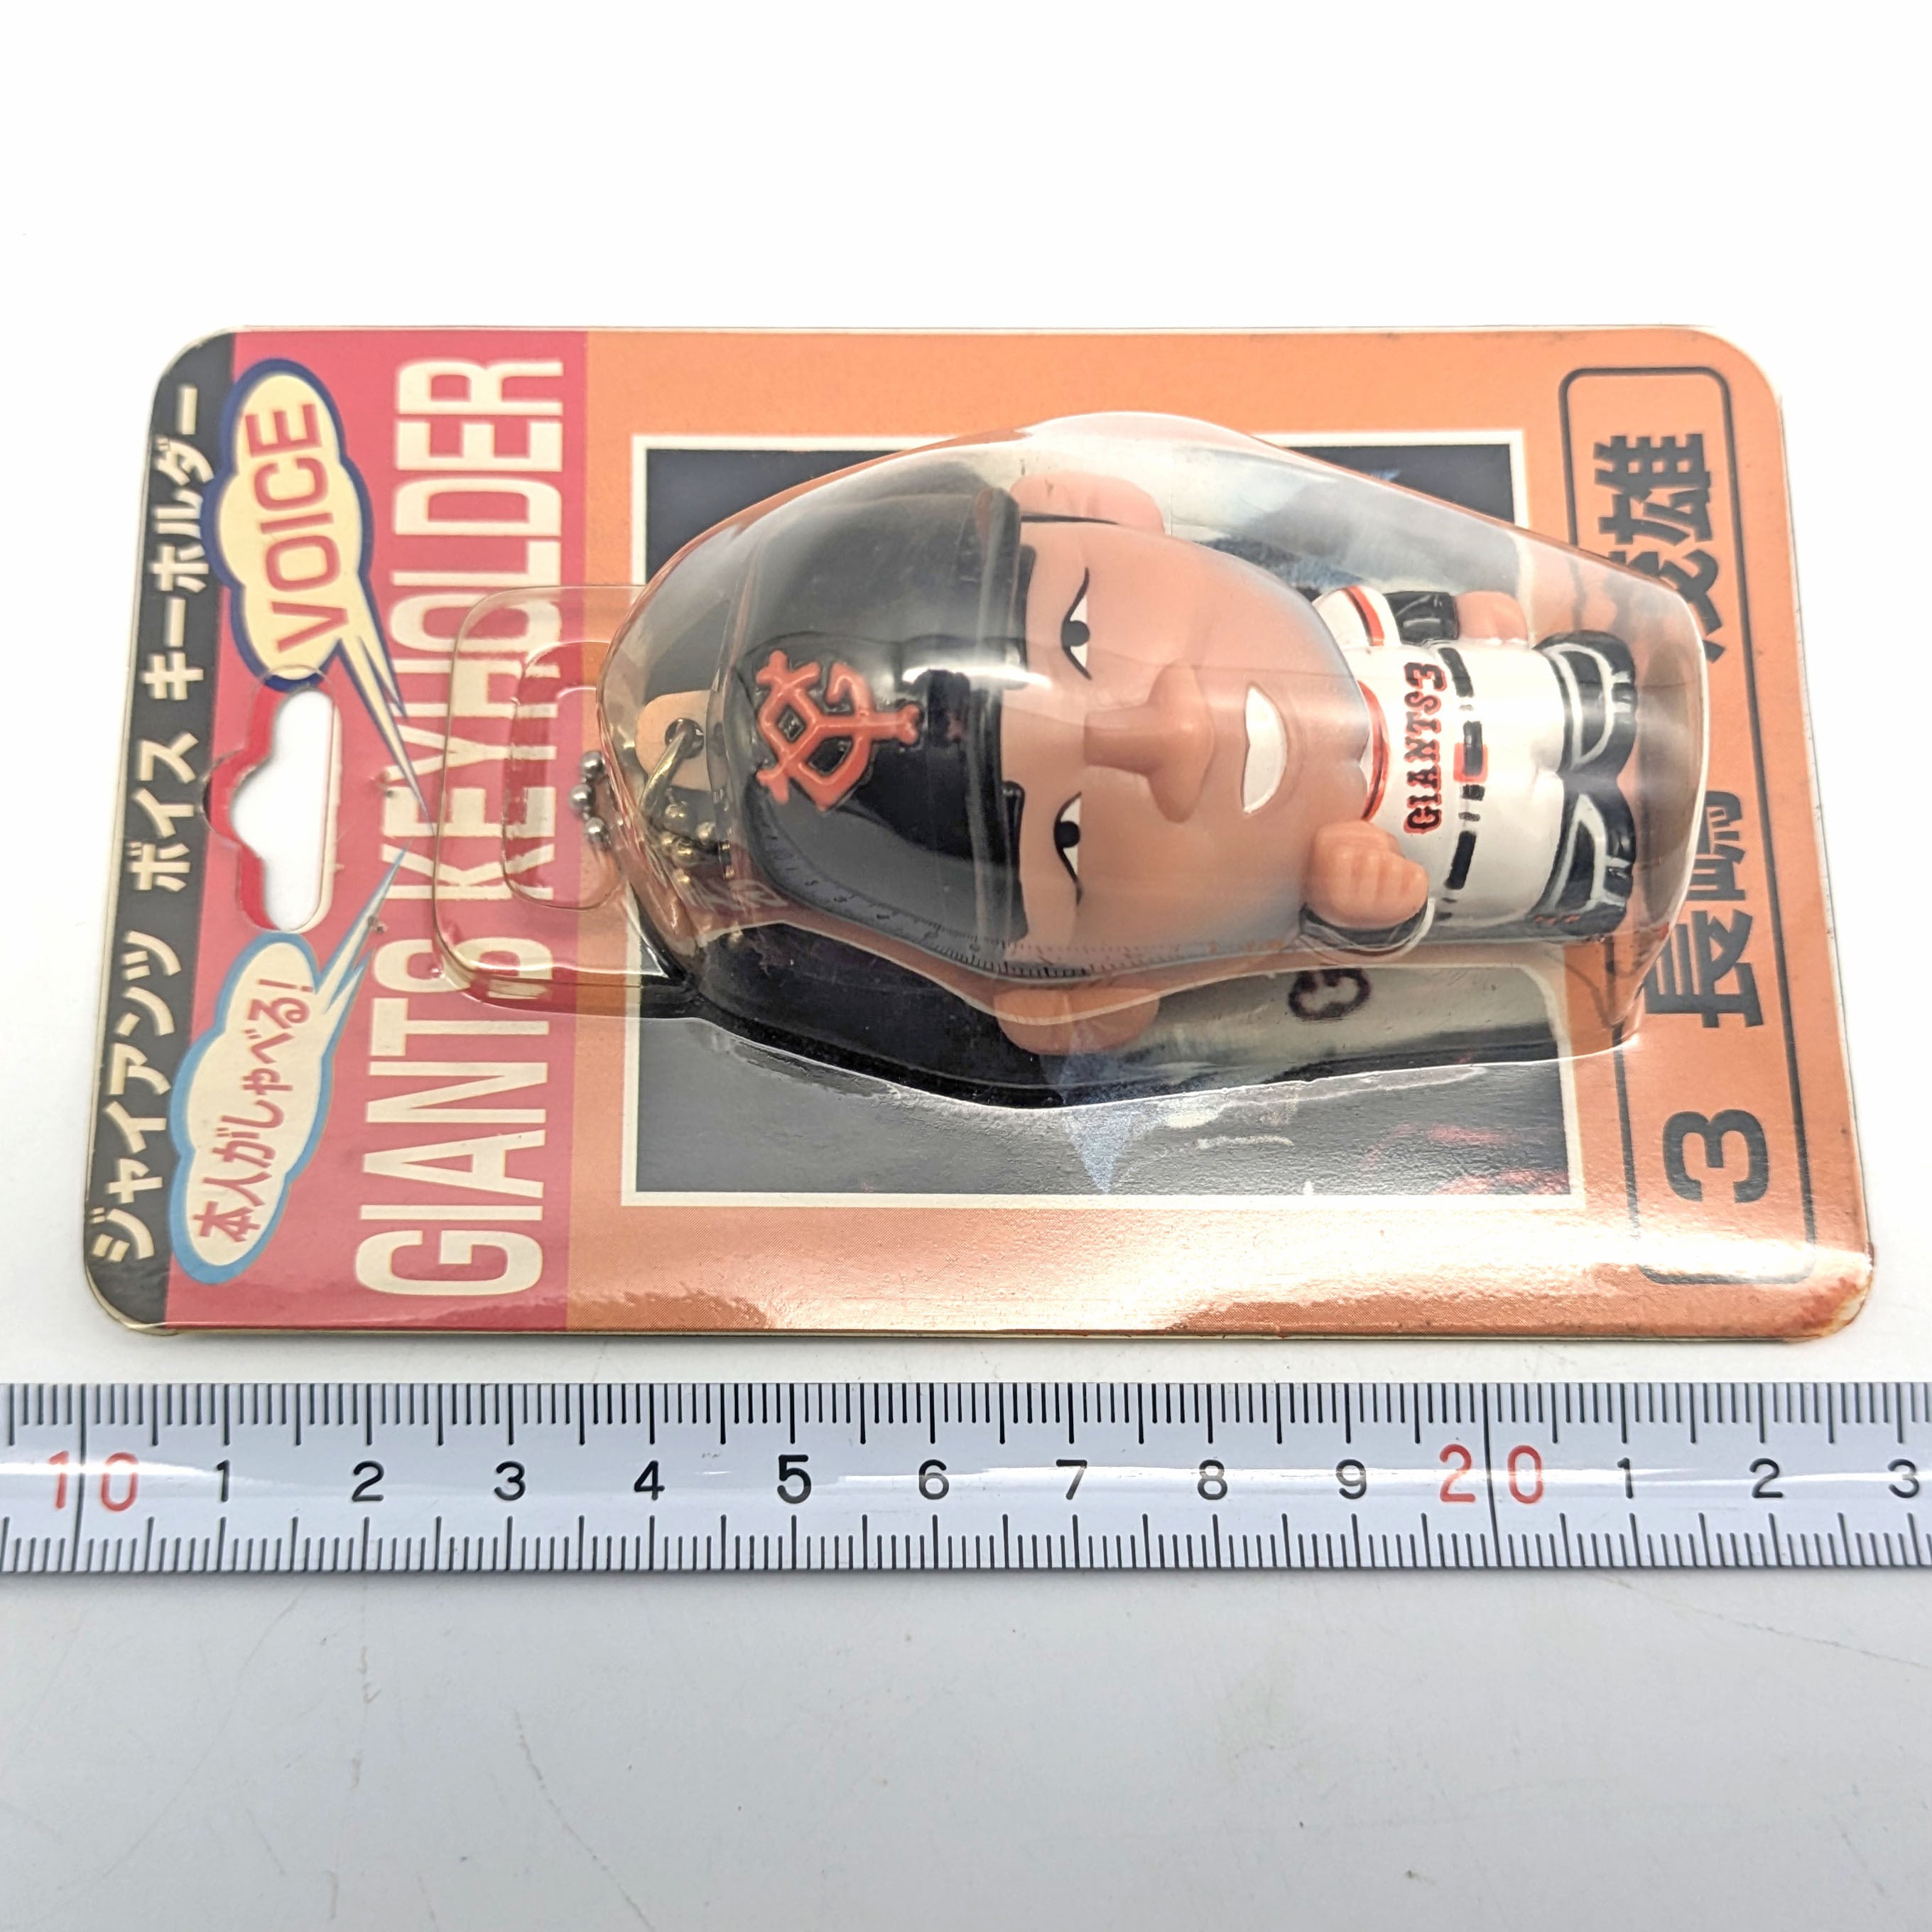 ジャイアンツ ボイス キーホルダー
本人がしゃべる!
VOICE
GIANTS KEYHOLDER
GIANTS 3
G
3 長嶋 茂雄
10 1 2 3 4 5 6 7 8 9 20 1 2 3